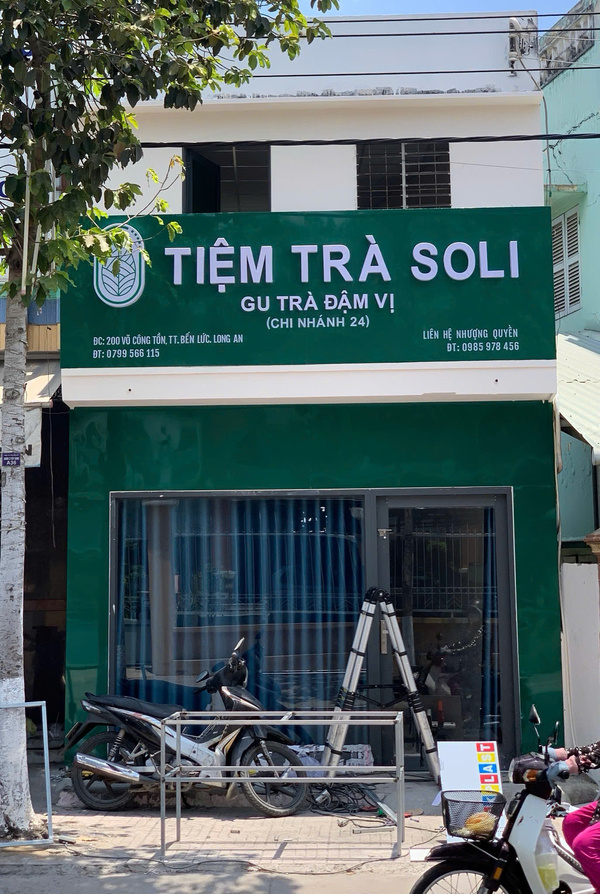 TIỆM TRÀ SOLI
GU TRÀ ĐẬM VỊ
(CHI NHÁNH 24)
ĐC: 200 VÕ CÔNG TỒN, TT. BẾN LỨC, LONG AN
ĐT: 0799 566 115
LIÊN HỆ NHƯỢNG QUYỀN
ĐT: 0985 978 456
A38